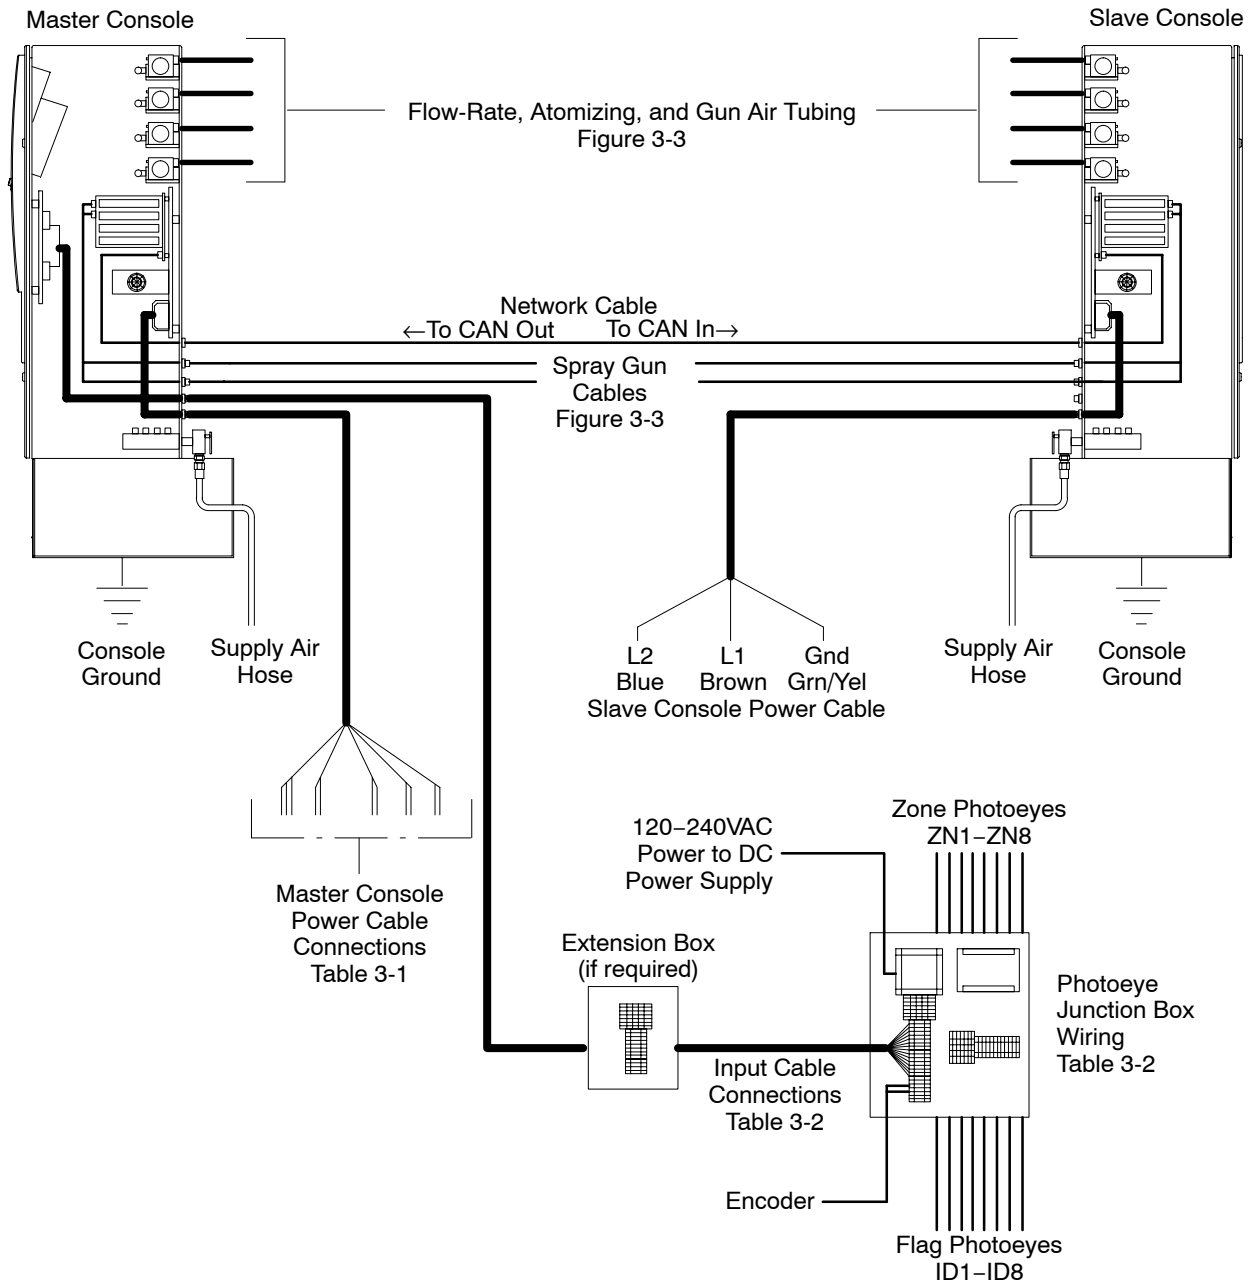 Master Console
Slave Console
Flow-Rate, Atomizing, and Gun Air Tubing
Figure 3-3
Network Cable
←To CAN Out
To CAN In→
Spray Gun
Cables
Figure 3-3
Console
Ground
Supply Air
Hose
L2
Blue
L1
Brown
Gnd
Grn/Yel
Slave Console Power Cable
Supply Air
Hose
Console
Ground
Master Console
Power Cable
Connections
Table 3-1
120–240VAC
Power to DC
Power Supply
Zone Photoeyes
ZN1–ZN8
Extension Box
(if required)
Photoeye
Junction Box
Wiring
Table 3-2
Input Cable
Connections
Table 3-2
Encoder
Flag Photoeyes
ID1–ID8